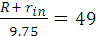 (R + r_in)/9.75 = 49